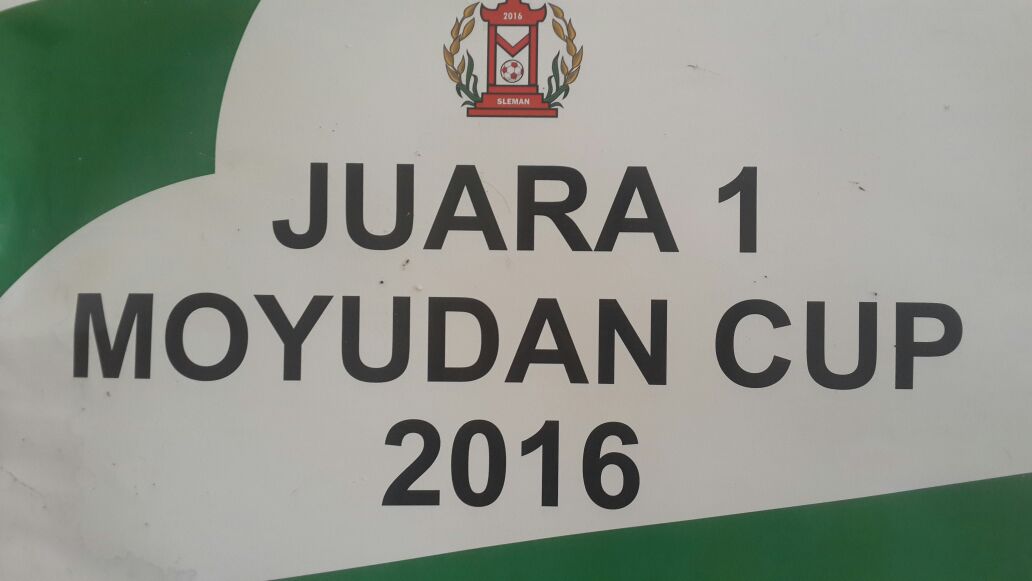 2016
M
SLEMAN
JUARA 1
MOYUDAN CUP
2016